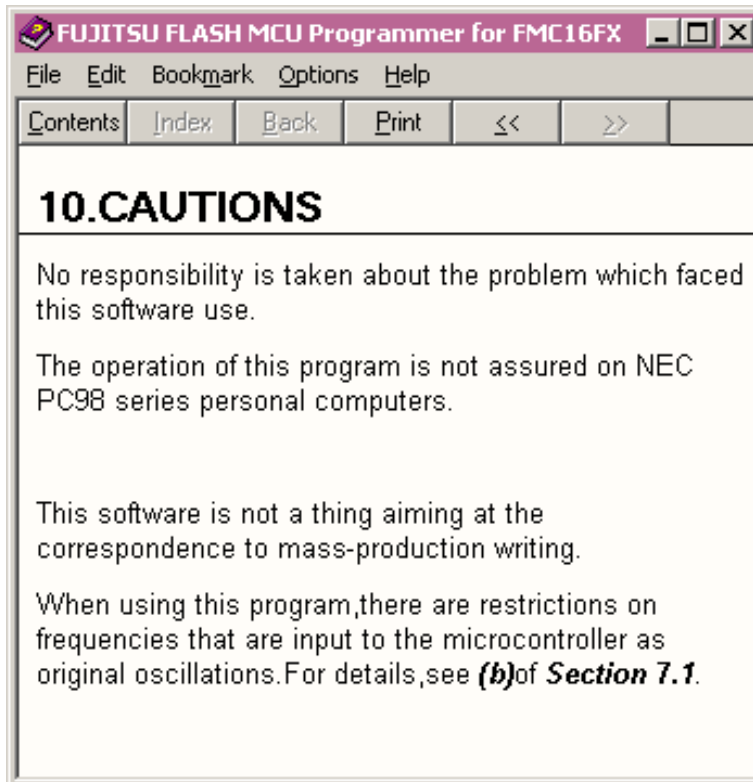 FUJITSU FLASH MCU Programmer for FMC16FX
File Edit Bookmark Options Help
Contents Index Back Print << >>
10.CAUTIONS
No responsibility is taken about the problem which faced
this software use.
The operation of this program is not assured on NEC
PC98 series personal computers.
This software is not a thing aiming at the
correspondence to mass-production writing.
When using this program,there are restrictions on
frequencies that are input to the microcontroller as
original oscillations.For details,see (b)of Section 7.1.